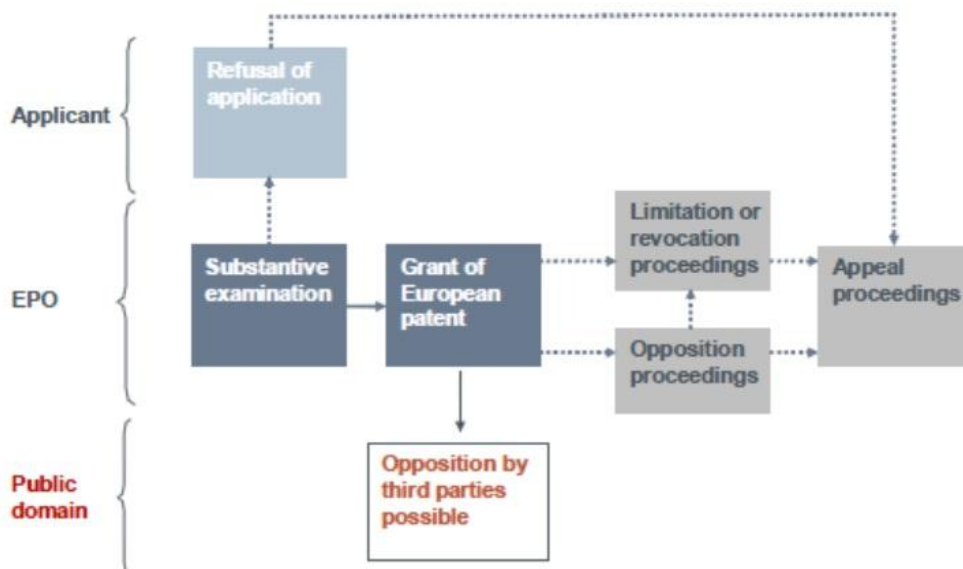 Applicant
Refusal of
application
EPO
Substantive
examination
Grant of
European
patent
Limitation or
revocation
proceedings
Opposition
proceedings
Appeal
proceedings
Public
domain
Opposition by
third parties
possible